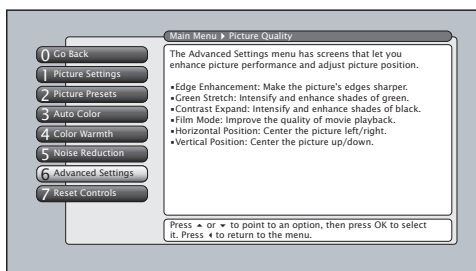 Main Menu ▸ Picture Quality
0 Go Back
1 Picture Settings
2 Picture Presets
3 Auto Color
4 Color Warmth
5 Noise Reduction
6 Advanced Settings
7 Reset Controls
The Advanced Settings menu has screens that let you
enhance picture performance and adjust picture position.
▪Edge Enhancement: Make the picture's edges sharper.
▪Green Stretch: Intensify and enhance shades of green.
▪Contrast Expand: Intensify and enhance shades of black.
▪Film Mode: Improve the quality of movie playback.
▪Horizontal Position: Center the picture left/right.
▪Vertical Position: Center the picture up/down.
Press ▴ or ▾ to point to an option, then press OK to select
it. Press ◂ to return to the menu.